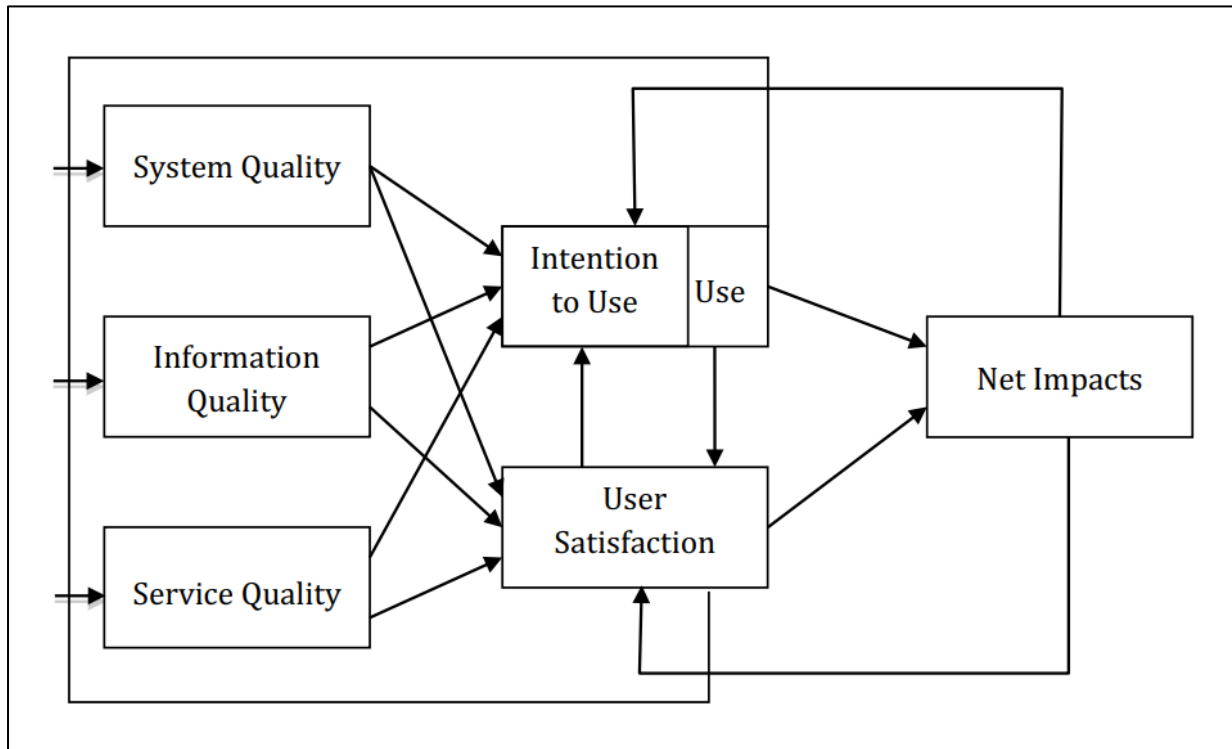 System Quality
Intention
to Use
Use
Information
Quality
Net Impacts
User
Satisfaction
Service Quality